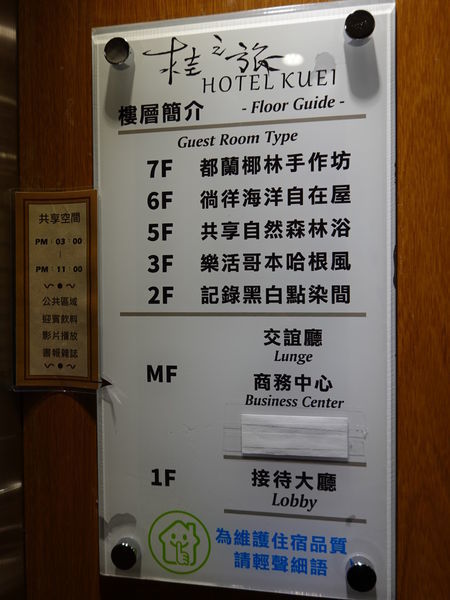 桂之旅
HOTEL KUEI
樓層簡介 - Floor Guide -
Guest Room Type
7F 都蘭椰林手作坊
6F 徜徉海洋自在屋
5F 共享自然森林浴
3F 樂活哥本哈根風
2F 記錄黑白點染間
MF 交誼廳
Lunge
商務中心
Business Center
1F 接待大廳
Lobby
為維護住宿品質
請輕聲細語
共享空間
PM:03:00
|
PM:11:00
公共區域
迎賓飲料
影片播放
書報雜誌